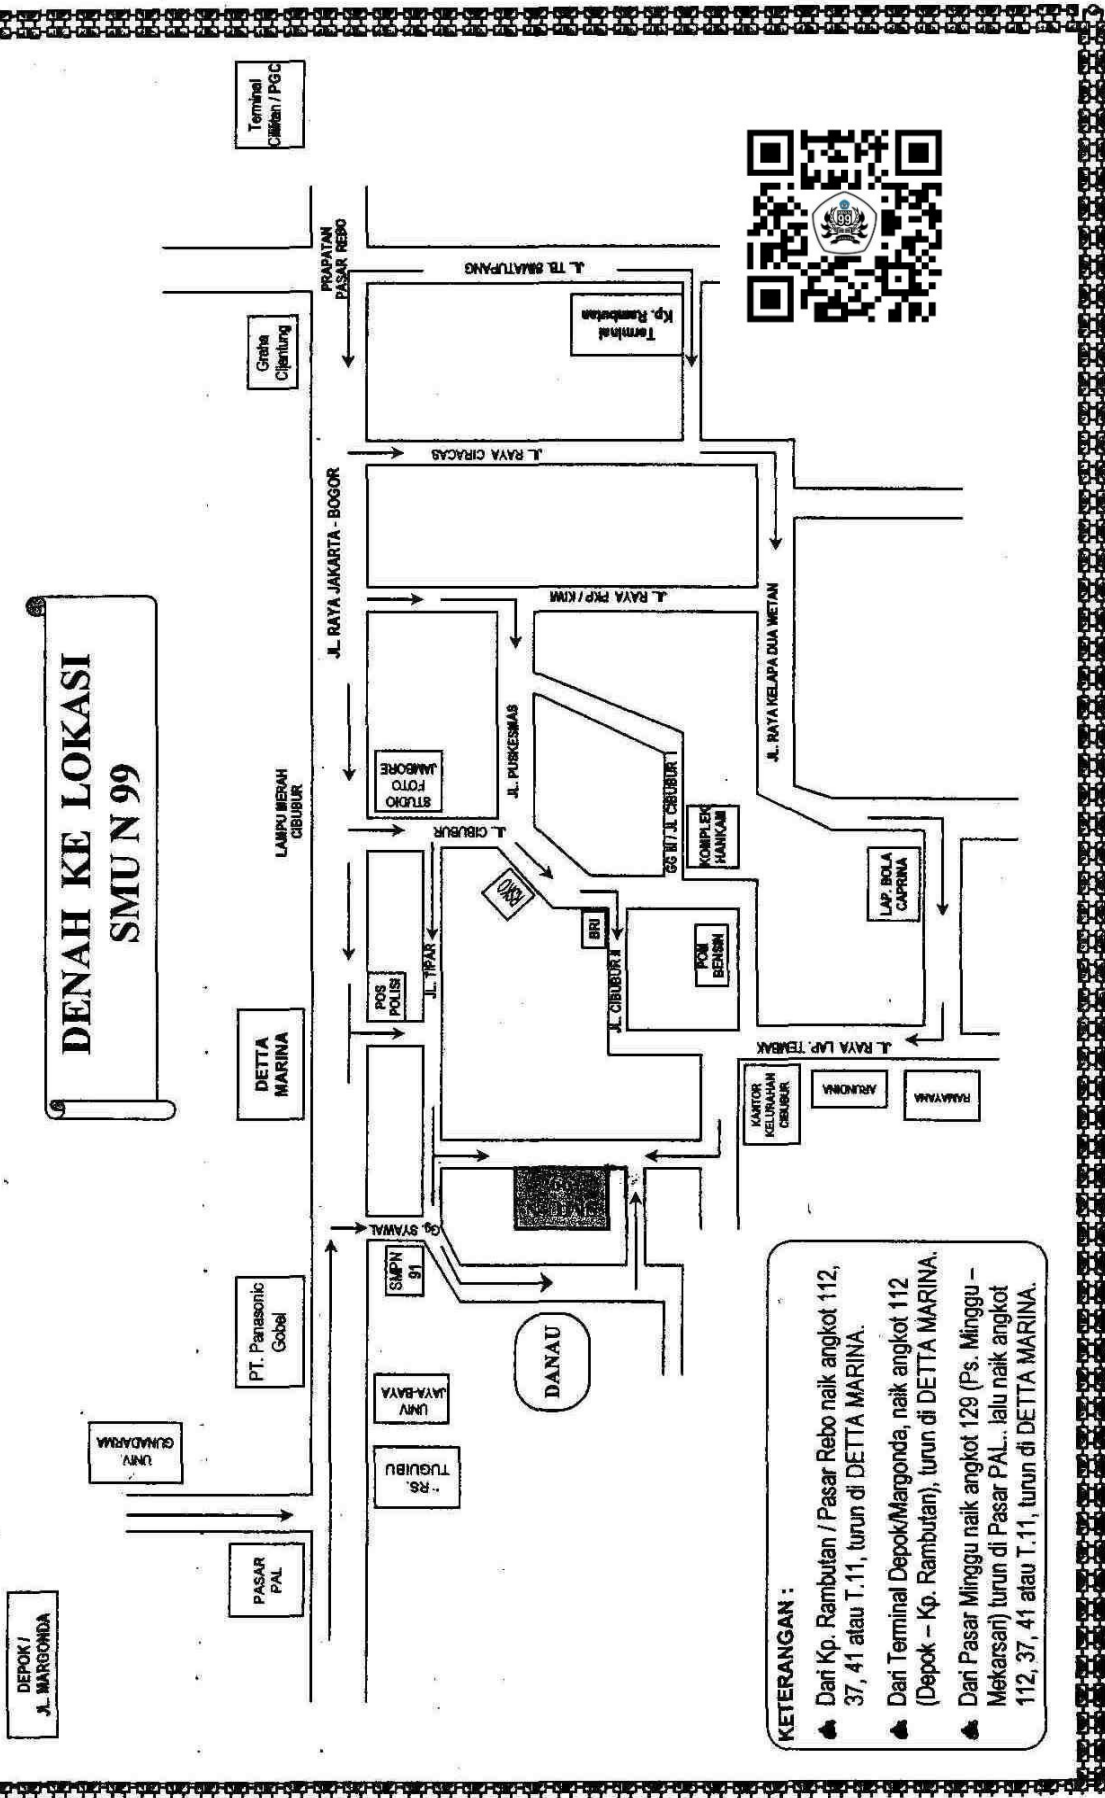 DENAH KE LOKASI
SMU N 99
DEPOK /
JL. MARGONDA
UNIV.
GUNADARMA
PASAR
PAL
PT. Panasonic
Gobel
DETTA
MARINA
LAMPU MERAH
CIBUBUR
Graha
Cijantung
Terminal
Cililitan / PGC
JL. RAYA JAKARTA - BOGOR
PRAPATAN
PASAR REBO
RS.
TUGUIBU
UNIV
JAYA-BAYA
SMPN
91
Gg. SYAWAL
POS
POLISI
JL. TIPAR
STUDIO
FOTO
JAMBORE
JL. CIBUBUR
JL. PUSKESMAS
JL. RAYA PKP / KIWI
JL. RAYA CIRACAS
JL. TB. SIMATUPANG
Terminal
Kp. Rambutan
DANAU
99
BRI
JL. CIBUBUR II
GG III / JL CIBUBUR I
POM
BENSIN
KOMPLEK
HANKAM
JL. RAYA KELAPA DUA WETAN
KANTOR
KELURAHAN
CIBUBUR
JL. RAYA LAP. TEMBAK
ARUNDINA
RAMAYANA
LAP. BOLA
CAPRINA
KETERANGAN :
Dari Kp. Rambutan / Pasar Rebo naik angkot 112,
37, 41 atau T.11, turun di DETTA MARINA.
Dari Terminal Depok/Margonda, naik angkot 112
(Depok – Kp. Rambutan), turun di DETTA MARINA.
Dari Pasar Minggu naik angkot 129 (Ps. Minggu –
Mekarsari) turun di Pasar PAL.. lalu naik angkot
112, 37, 41 atau T.11, turun di DETTA MARINA.
99